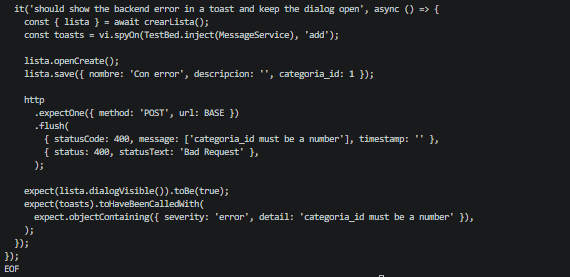 it('should show the backend error in a toast and keep the dialog open', async () => {
const { lista } = await crearLista();
const toasts = vi.spyOn(TestBed.inject(MessageService), 'add');
lista.openCreate();
lista.save({ nombre: 'Con error', descripcion: '', categoria_id: 1 });
http
.expectOne({ method: 'POST', url: BASE })
.flush(
{ statusCode: 400, message: ['categoria_id must be a number'], timestamp: '' },
{ status: 400, statusText: 'Bad Request' },
);
expect(lista.dialogVisible()).toBe(true);
expect(toasts).toHaveBeenCalledWith(
expect.objectContaining({ severity: 'error', detail: 'categoria_id must be a number' }),
);
});
});
EOF